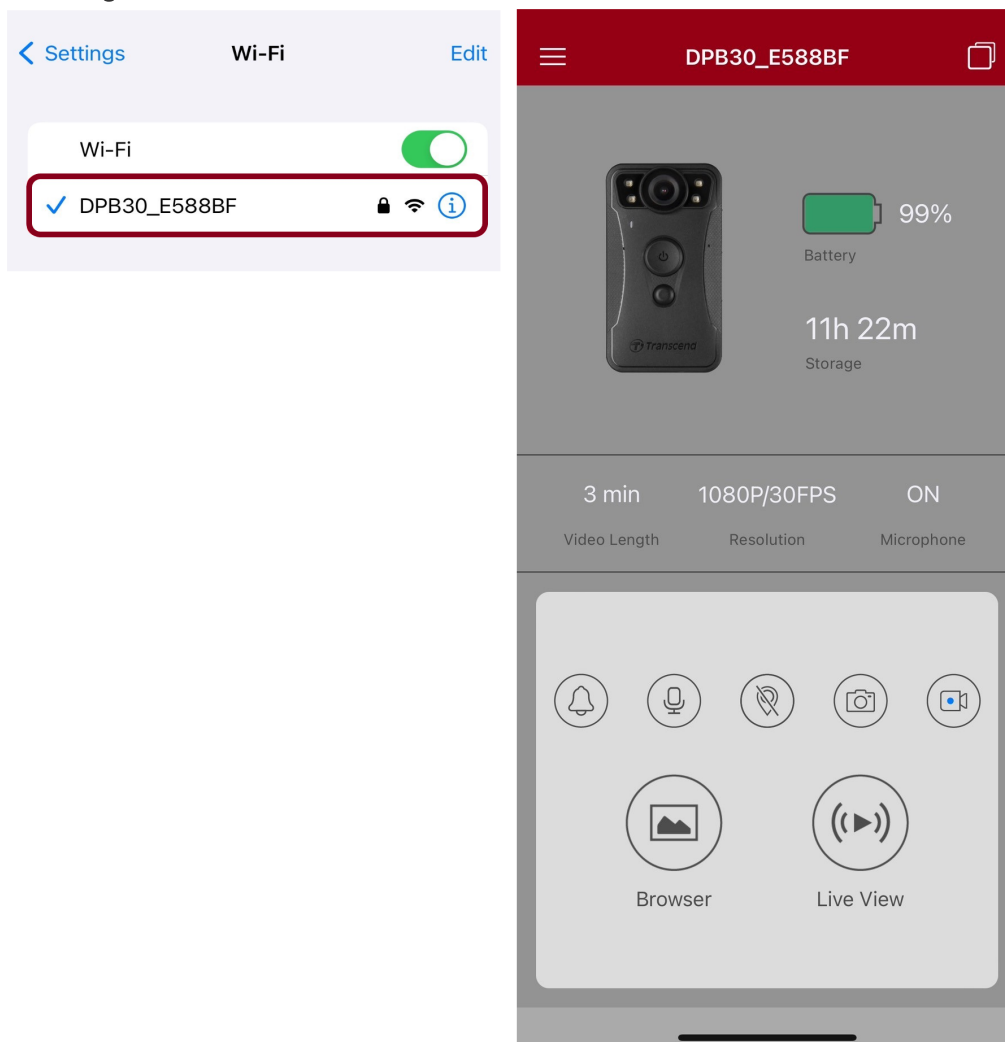 Settings
Wi-Fi
Edit
Wi-Fi
DPB30_E588BF
DPB30_E588BF
99%
Battery
11h 22m
Storage
Transcend
3 min
1080P/30FPS
ON
Video Length
Resolution
Microphone
Browser
Live View